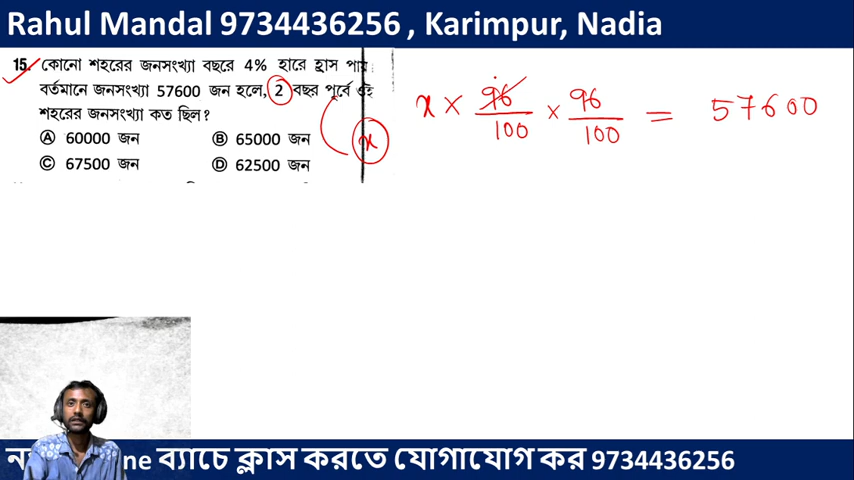 Rahul Mandal 9734436256 , Karimpur, Nadia
15. কোনো শহরের জনসংখ্যা বছরে 4% হারে হ্রাস পায়
বর্তমানে জনসংখ্যা 57600 জন হলে, 2 বছর পূর্বে ওই
শহরের জনসংখ্যা কত ছিল?
Ⓐ 60000 জন Ⓑ 65000 জন
Ⓒ 67500 জন Ⓓ 62500 জন
x
x × 96/100 × 96/100 = 57600
ne ব্যাচে ক্লাস করতে যোগাযোগ কর 9734436256